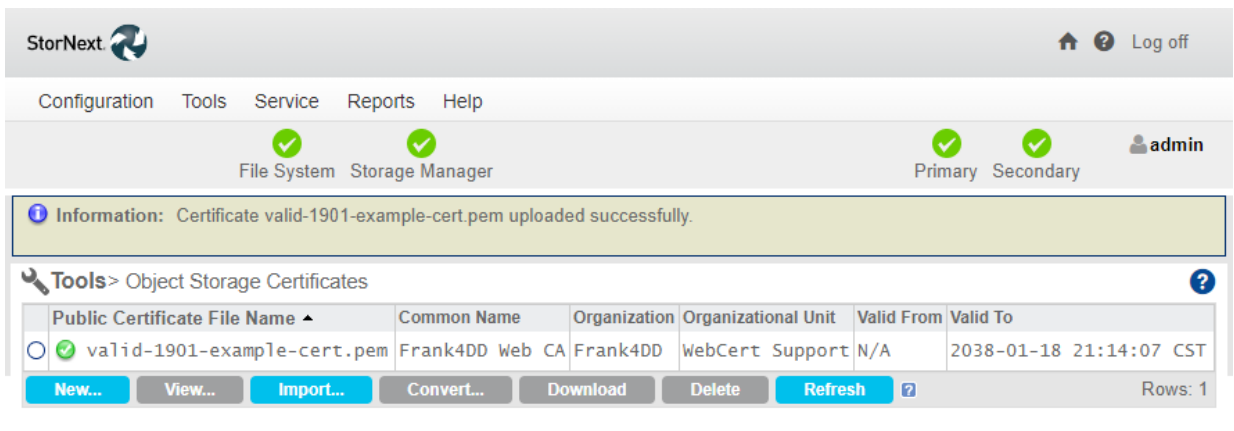 StorNext
Log off
Configuration Tools Service Reports Help
File System Storage Manager Primary Secondary admin
Information: Certificate valid-1901-example-cert.pem uploaded successfully.
Tools> Object Storage Certificates
Public Certificate File Name Common Name Organization Organizational Unit Valid From Valid To
valid-1901-example-cert.pem Frank4DD Web CA Frank4DD WebCert Support N/A 2038-01-18 21:14:07 CST
New... View... Import... Convert... Download Delete Refresh Rows: 1